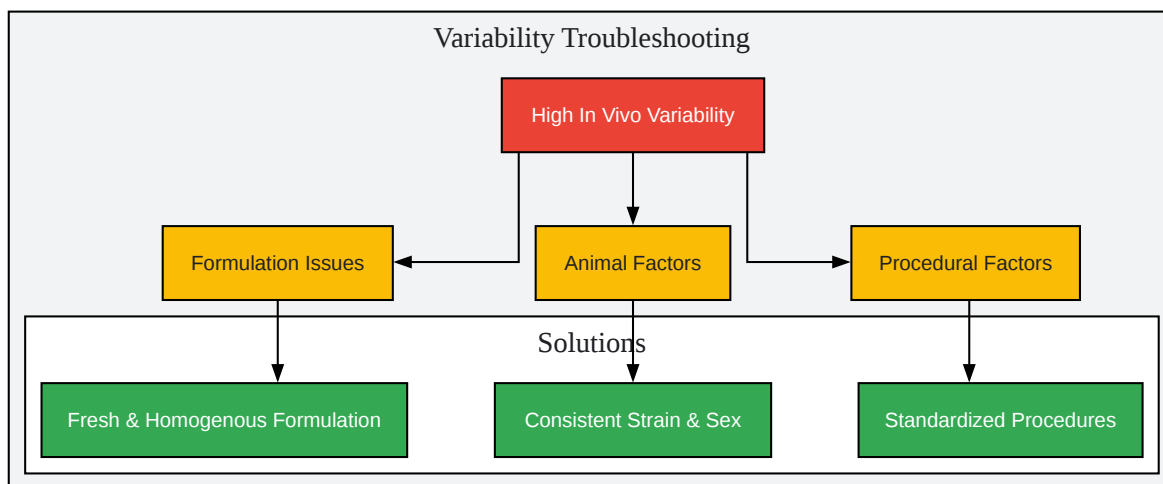 Variability Troubleshooting
High In Vivo Variability
Formulation Issues
Animal Factors
Procedural Factors
Solutions
Fresh & Homogenous Formulation
Consistent Strain & Sex
Standardized Procedures